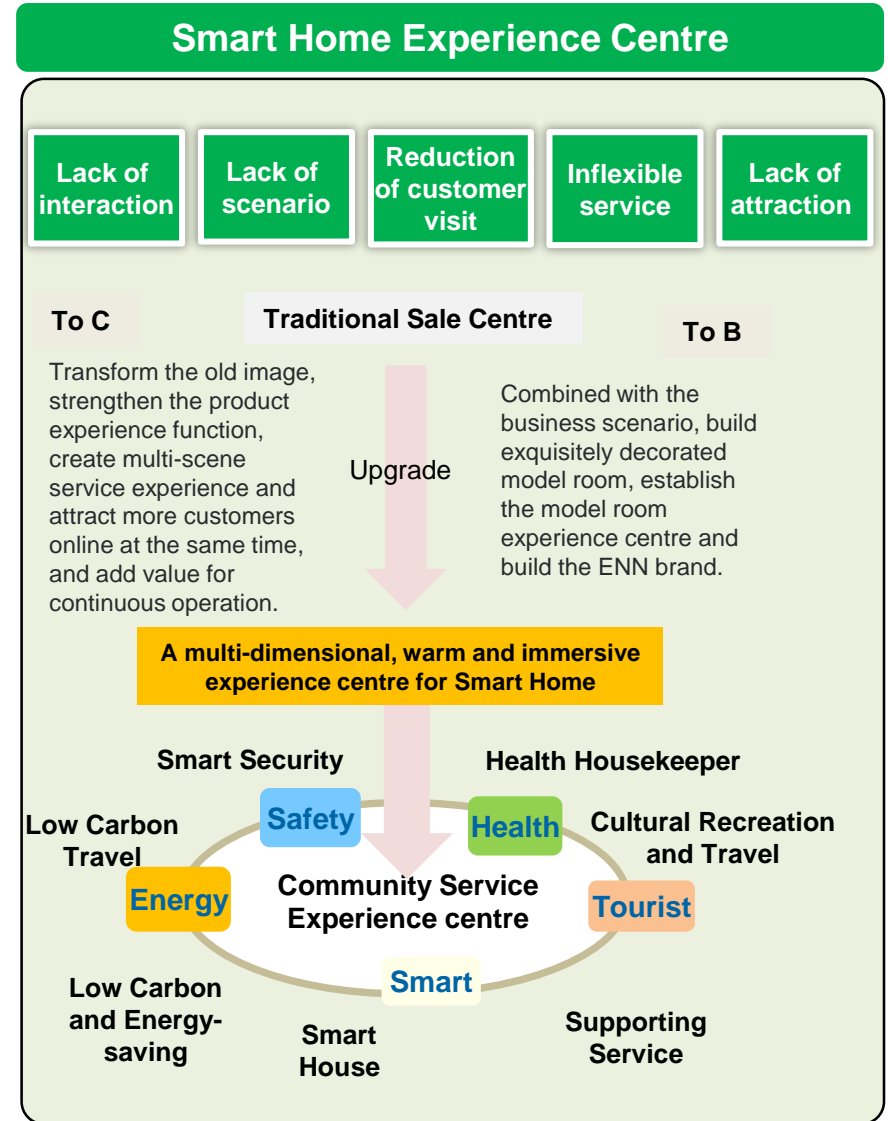 Smart Home Experience Centre
Lack of
interaction
Lack of
scenario
Reduction
of customer
visit
Inflexible
service
Lack of
attraction
To C
Traditional Sale Centre
To B
Transform the old image,
strengthen the product
experience function,
create multi-scene
service experience and
attract more customers
online at the same time,
and add value for
continuous operation.
Upgrade
Combined with the
business scenario, build
exquisitely decorated
model room, establish
the model room
experience centre and
build the ENN brand.
A multi-dimensional, warm and immersive
experience centre for Smart Home
Smart Security
Health Housekeeper
Safety
Health
Low Carbon
Travel
Cultural Recreation
and Travel
Energy
Community Service
Experience centre
Tourist
Smart
Low Carbon
and Energy-
saving
Smart
House
Supporting
Service